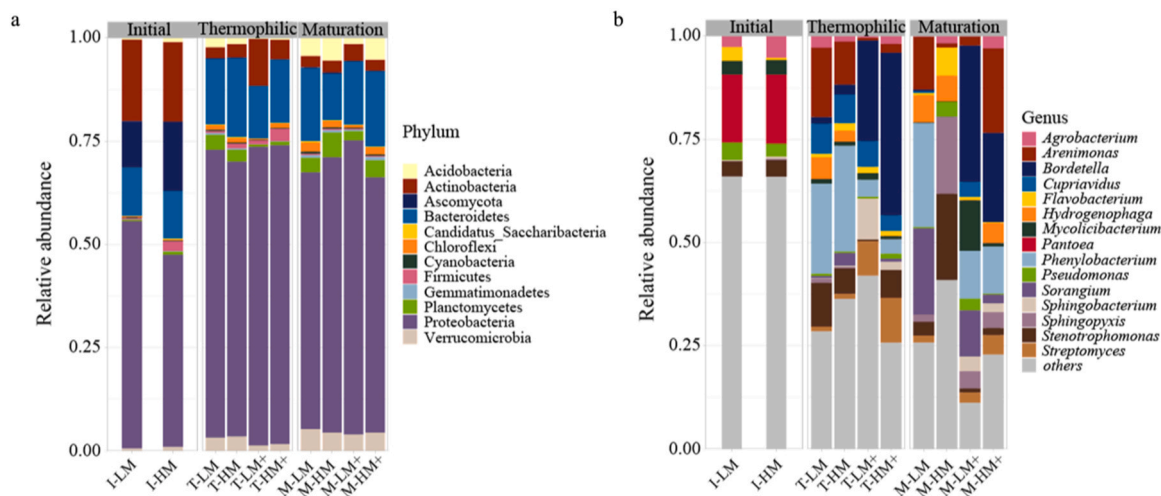 a
Initial Thermophilic Maturation
1.00
0.75
0.50
0.25
0.00
Relative abundance
I-LM
I-HM
T-LM
T-HM
T-LM+
T-HM+
M-LM
M-HM
M-LM+
M-HM+
Phylum
Acidobacteria
Actinobacteria
Ascomycota
Bacteroidetes
Candidatus_Saccharibacteria
Chloroflexi
Cyanobacteria
Firmicutes
Gemmatimonadetes
Planctomycetes
Proteobacteria
Verrucomicrobia
b
Initial Thermophilic Maturation
1.00
0.75
0.50
0.25
0.00
Relative abundance
I-LM
I-HM
T-LM
T-HM
T-LM+
T-HM+
M-LM
M-HM
M-LM+
M-HM+
Genus
Agrobacterium
Arenimonas
Bordetella
Cupriavidus
Flavobacterium
Hydrogenophaga
Mycolicibacterium
Pantoea
Phenylobacterium
Pseudomonas
Sorangium
Sphingobacterium
Sphingopyxis
Stenotrophomonas
Streptomyces
others